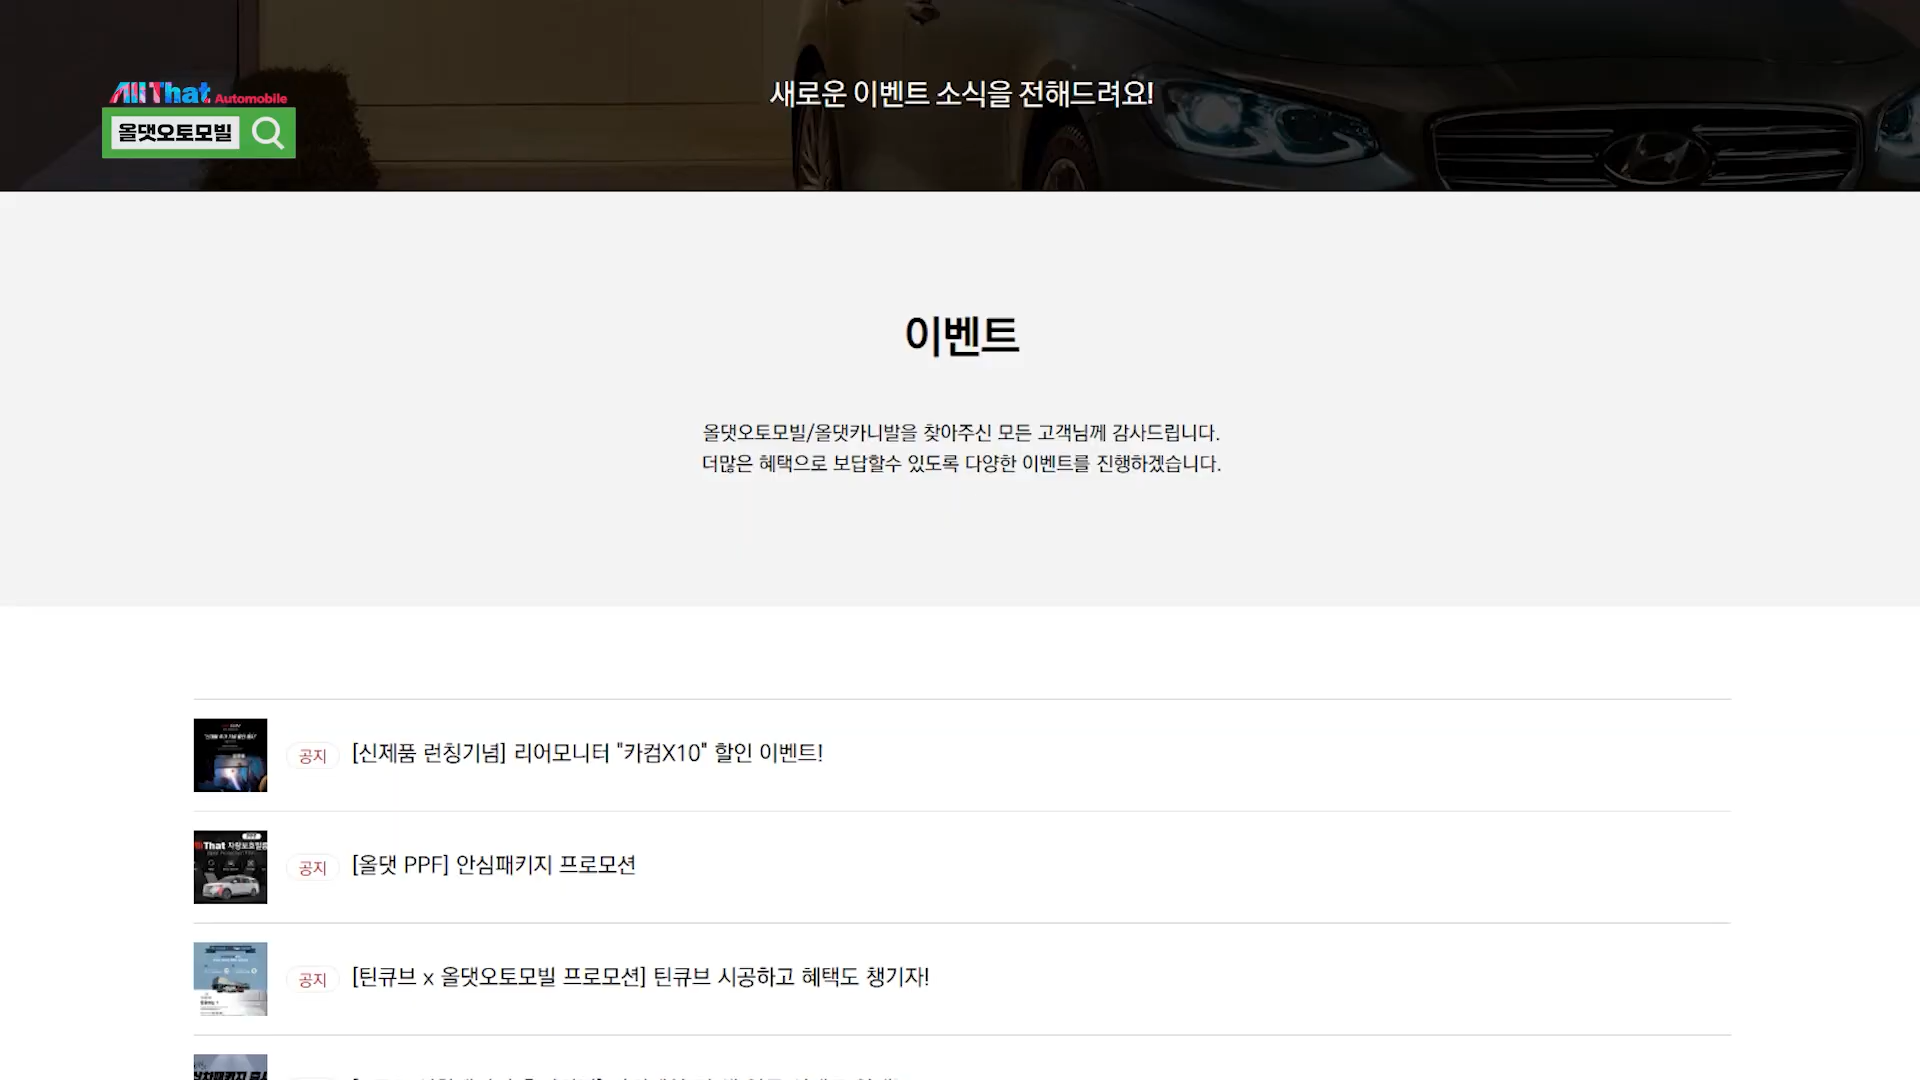 All That Automobile
올댓오토모빌
새로운 이벤트 소식을 전해드려요!
이벤트
올댓오토모빌/올댓카니발을 찾아주신 모든 고객님께 감사드립니다.
더많은 혜택으로 보답할수 있도록 다양한 이벤트를 진행하겠습니다.
공지 [신제품 런칭기념] 리어모니터 "카컴X10" 할인 이벤트!
공지 [올댓 PPF] 안심패키지 프로모션
공지 [틴큐브 x 올댓오토모빌 프로모션] 틴큐브 시공하고 혜택도 챙기자!